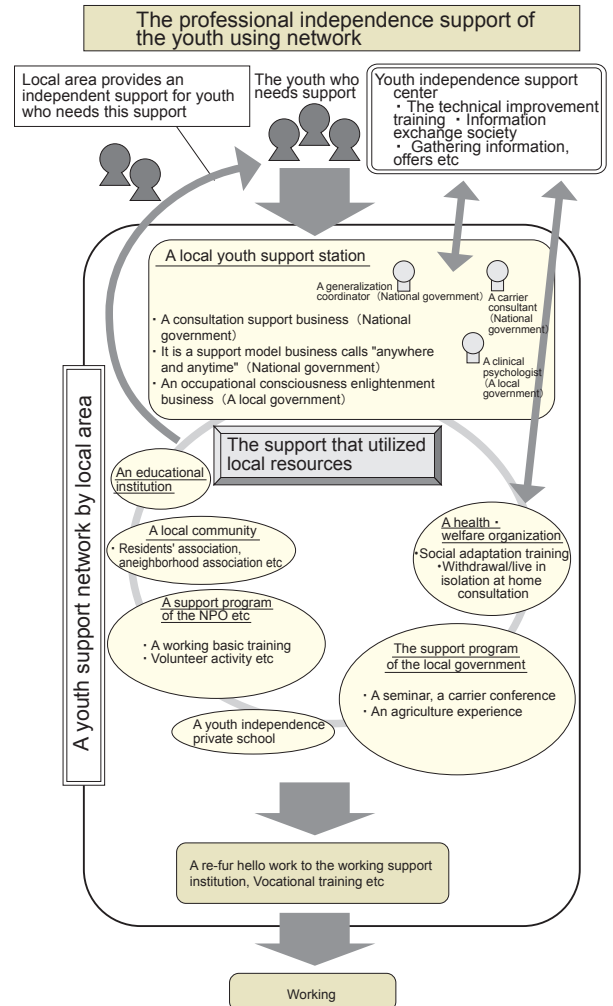 The professional independence support of
the youth using network
Local area provides an
independent support for youth
who needs this support
The youth who
needs support
Youth independence support
center
・The technical improvement
training ・Information
exchange society
・Gathering information,
offers etc
A local youth support station
A generalization
coordinator（National government）
A carrier
consultant
（National
government）
A clinical
psychologist
（A local
government）
・A consultation support business（National
government）
・It is a support model business calls "anywhere
and anytime"（National government）
・An occupational consciousness enlightenment
business（A local government）
A youth support network by local area
The support that utilized
local resources
An educational
institution
A local community
・Residents' association,
aneighborhood association etc
A support program
of the NPO etc
・A working basic training
・Volunteer activity etc
A youth independence
private school
A health・
welfare organization
・Social adaptation training
・Withdrawal/live in
isolation at home
consultation
The support program
of the local government
・A seminar, a carrier conference
・An agriculture experience
A re-fur hello work to the working support
institution, Vocational training etc
Working